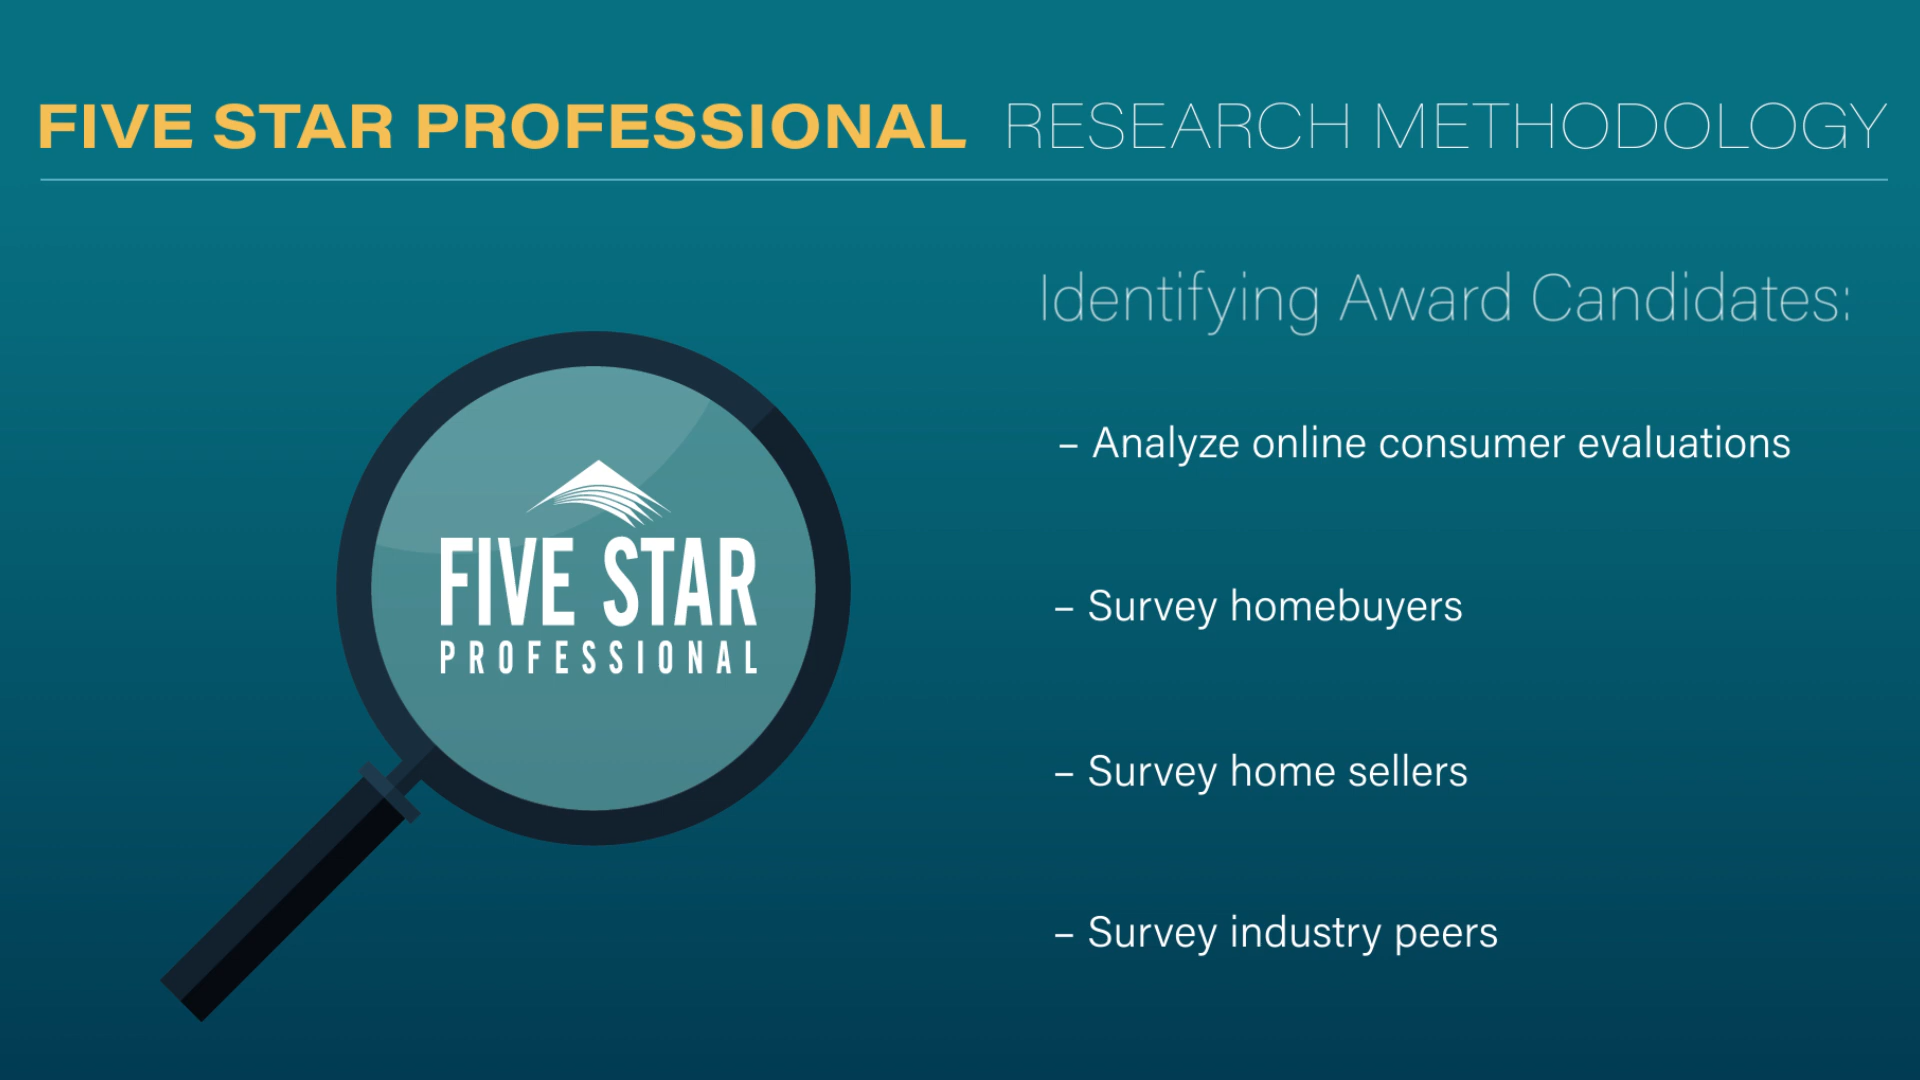 FIVE STAR PROFESSIONAL RESEARCH METHODOLOGY
Identifying Award Candidates:
– Analyze online consumer evaluations
– Survey homebuyers
– Survey home sellers
– Survey industry peers
FIVE STAR
PROFESSIONAL